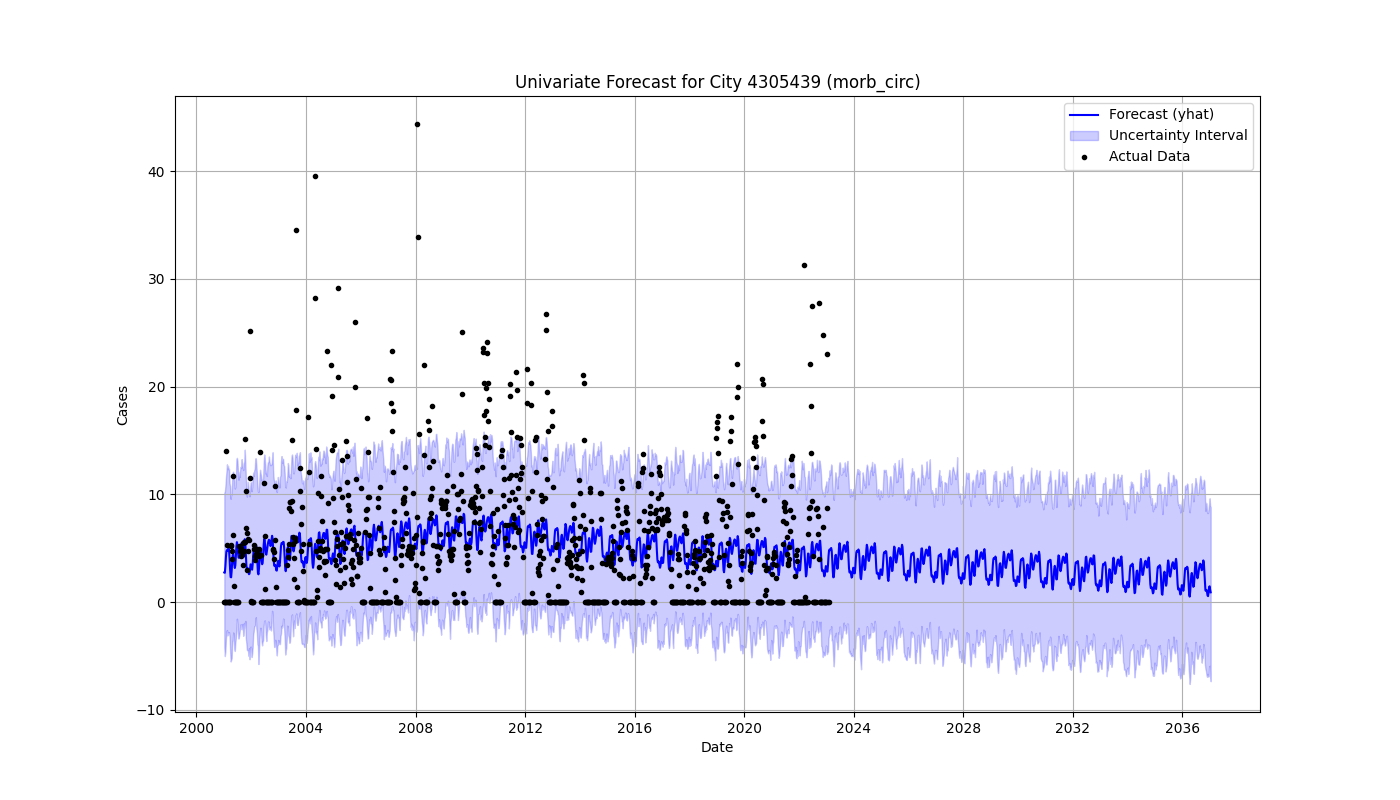 Univariate Forecast for City 4305439 (morb_circ)
Forecast (yhat)
Uncertainty Interval
Actual Data
Cases
40
30
20
10
0
−10
2000 2004 2008 2012 2016 2020 2024 2028 2032 2036
Date